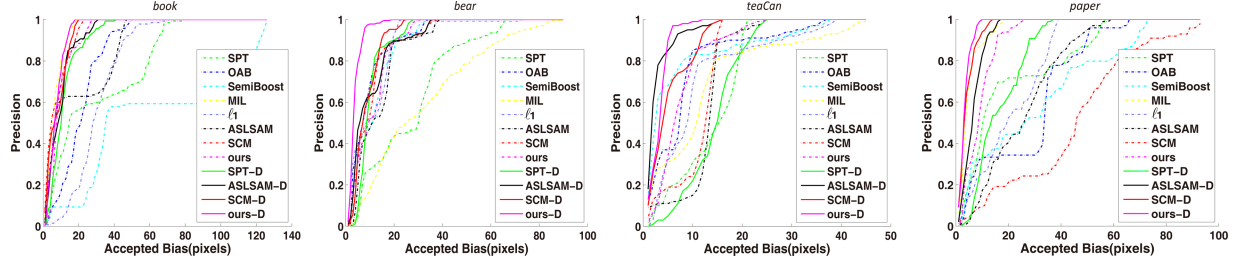 book
Precision
1
0.8
0.6
0.4
0.2
0
SPT
OAB
SemiBoost
MIL
ℓ1
ASLSAM
SCM
ours
SPT-D
ASLSAM-D
SCM-D
ours-D
0 20 40 60 80 100 120 140
Accepted Bias(pixels)
bear
Precision
1
0.8
0.6
0.4
0.2
0
SPT
OAB
SemiBoost
MIL
ℓ1
ASLSAM
SCM
ours
SPT-D
ASLSAM-D
SCM-D
ours-D
0 20 40 60 80 100
Accepted Bias(pixels)
teaCan
Precision
1
0.8
0.6
0.4
0.2
0
SPT
OAB
SemiBoost
MIL
ℓ1
ASLSAM
SCM
ours
SPT-D
ASLSAM-D
SCM-D
ours-D
0 10 20 30 40 50
Accepted Bias(pixels)
paper
Precision
1
0.8
0.6
0.4
0.2
0
SPT
OAB
SemiBoost
MIL
ℓ1
ASLSAM
SCM
ours
SPT-D
ASLSAM-D
SCM-D
ours-D
0 20 40 60 80 100
Accepted Bias(pixels)